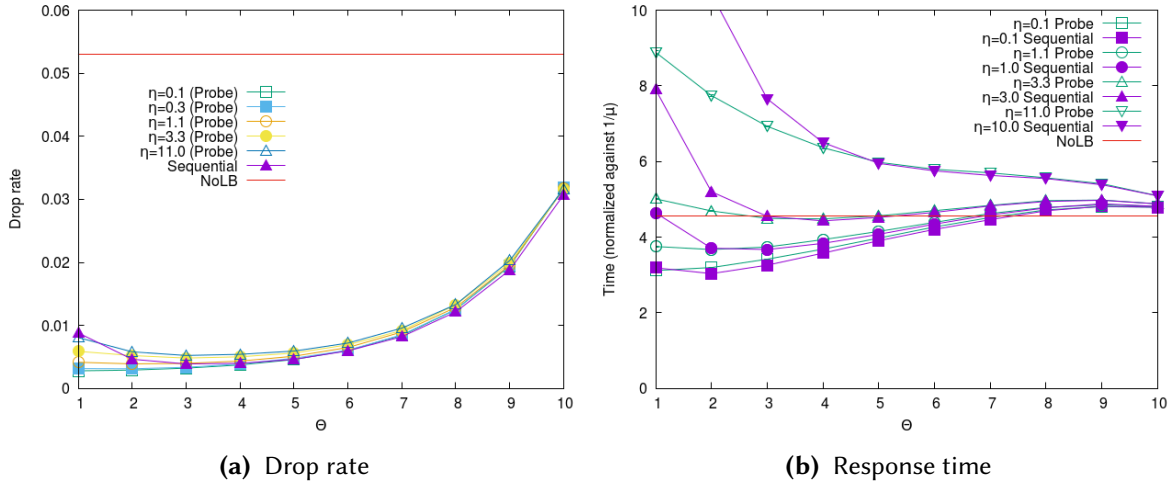 0.06
0.05
0.04
0.03
0.02
0.01
0
Drop rate
η=0.1 (Probe)
η=0.3 (Probe)
η=1.1 (Probe)
η=3.3 (Probe)
η=11.0 (Probe)
Sequential
NoLB
1 2 3 4 5 6 7 8 9 10
Θ
(a) Drop rate
10
8
6
4
2
0
Time (normalized against 1/μ)
η=0.1 Probe
η=0.1 Sequential
η=1.1 Probe
η=1.0 Sequential
η=3.3 Probe
η=3.0 Sequential
η=11.0 Probe
η=10.0 Sequential
NoLB
1 2 3 4 5 6 7 8 9 10
Θ
(b) Response time